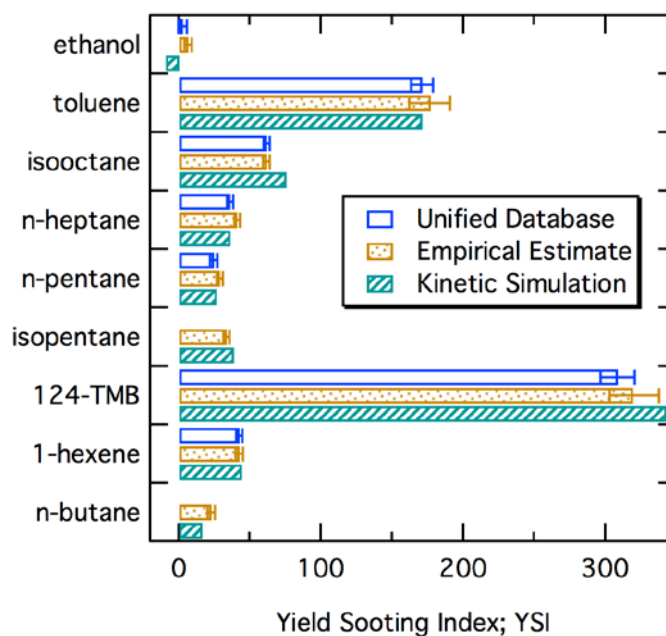 ethanol
toluene
isooctane
n-heptane
n-pentane
isopentane
124-TMB
1-hexene
n-butane
Unified Database
Empirical Estimate
Kinetic Simulation
0 100 200 300
Yield Sooting Index; YSI